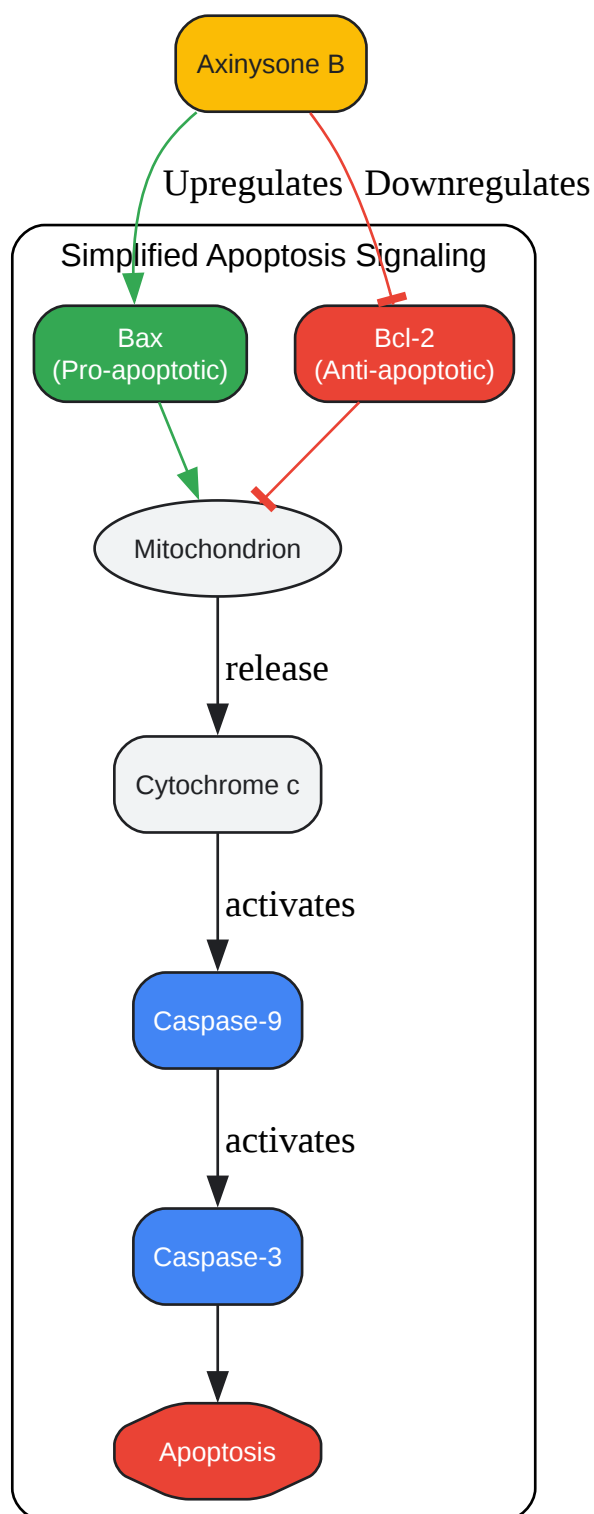 Axinysone B
Upregulates
Downregulates
Simplified Apoptosis Signaling
Bax
(Pro-apoptotic)
Bcl-2
(Anti-apoptotic)
Mitochondrion
release
Cytochrome c
activates
Caspase-9
activates
Caspase-3
Apoptosis